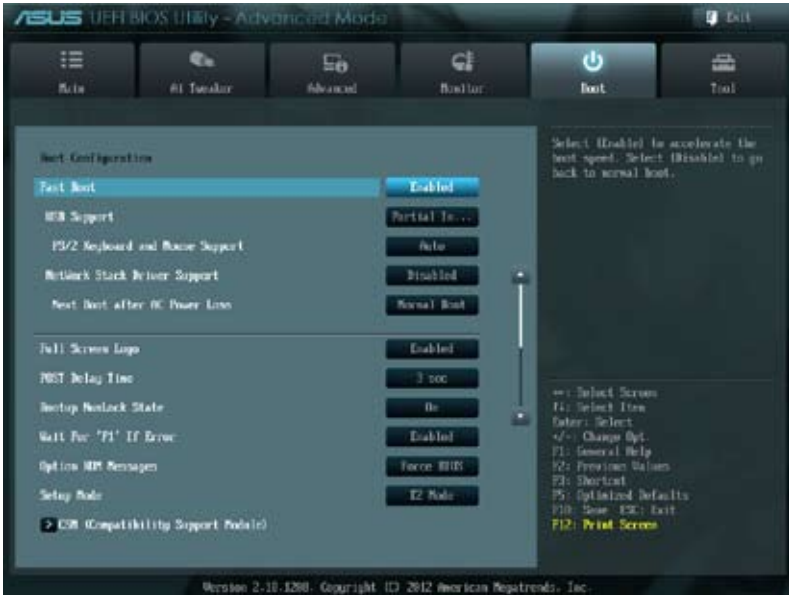 ASUS UEFI BIOS Utility - Advanced Mode
Exit
Main
Ai Tweaker
Advanced
Monitor
Boot
Tool
Boot Configuration
Fast Boot Enabled
USB Support Partial In...
PS/2 Keyboard and Mouse Support Auto
Network Stack Driver Support Disabled
Next Boot after AC Power Loss Normal Boot
Full Screen Logo Enabled
POST Delay Time 3 sec
Bootup NumLock State On
Wait For 'F1' If Error Enabled
Option ROM Messages Force BIOS
Setup Mode EZ Mode
> CSM (Compatibility Support Module)
Select [Enable] to accelerate the
boot speed. Select [Disable] to go
back to normal boot.
→←: Select Screen
↑↓: Select Item
Enter: Select
+/-: Change Opt.
F1: General Help
F2: Previous Values
F3: Shortcut
F5: Optimized Defaults
F10: Save ESC: Exit
F12: Print Screen
Version 2.10.1208. Copyright (C) 2012 American Megatrends, Inc.